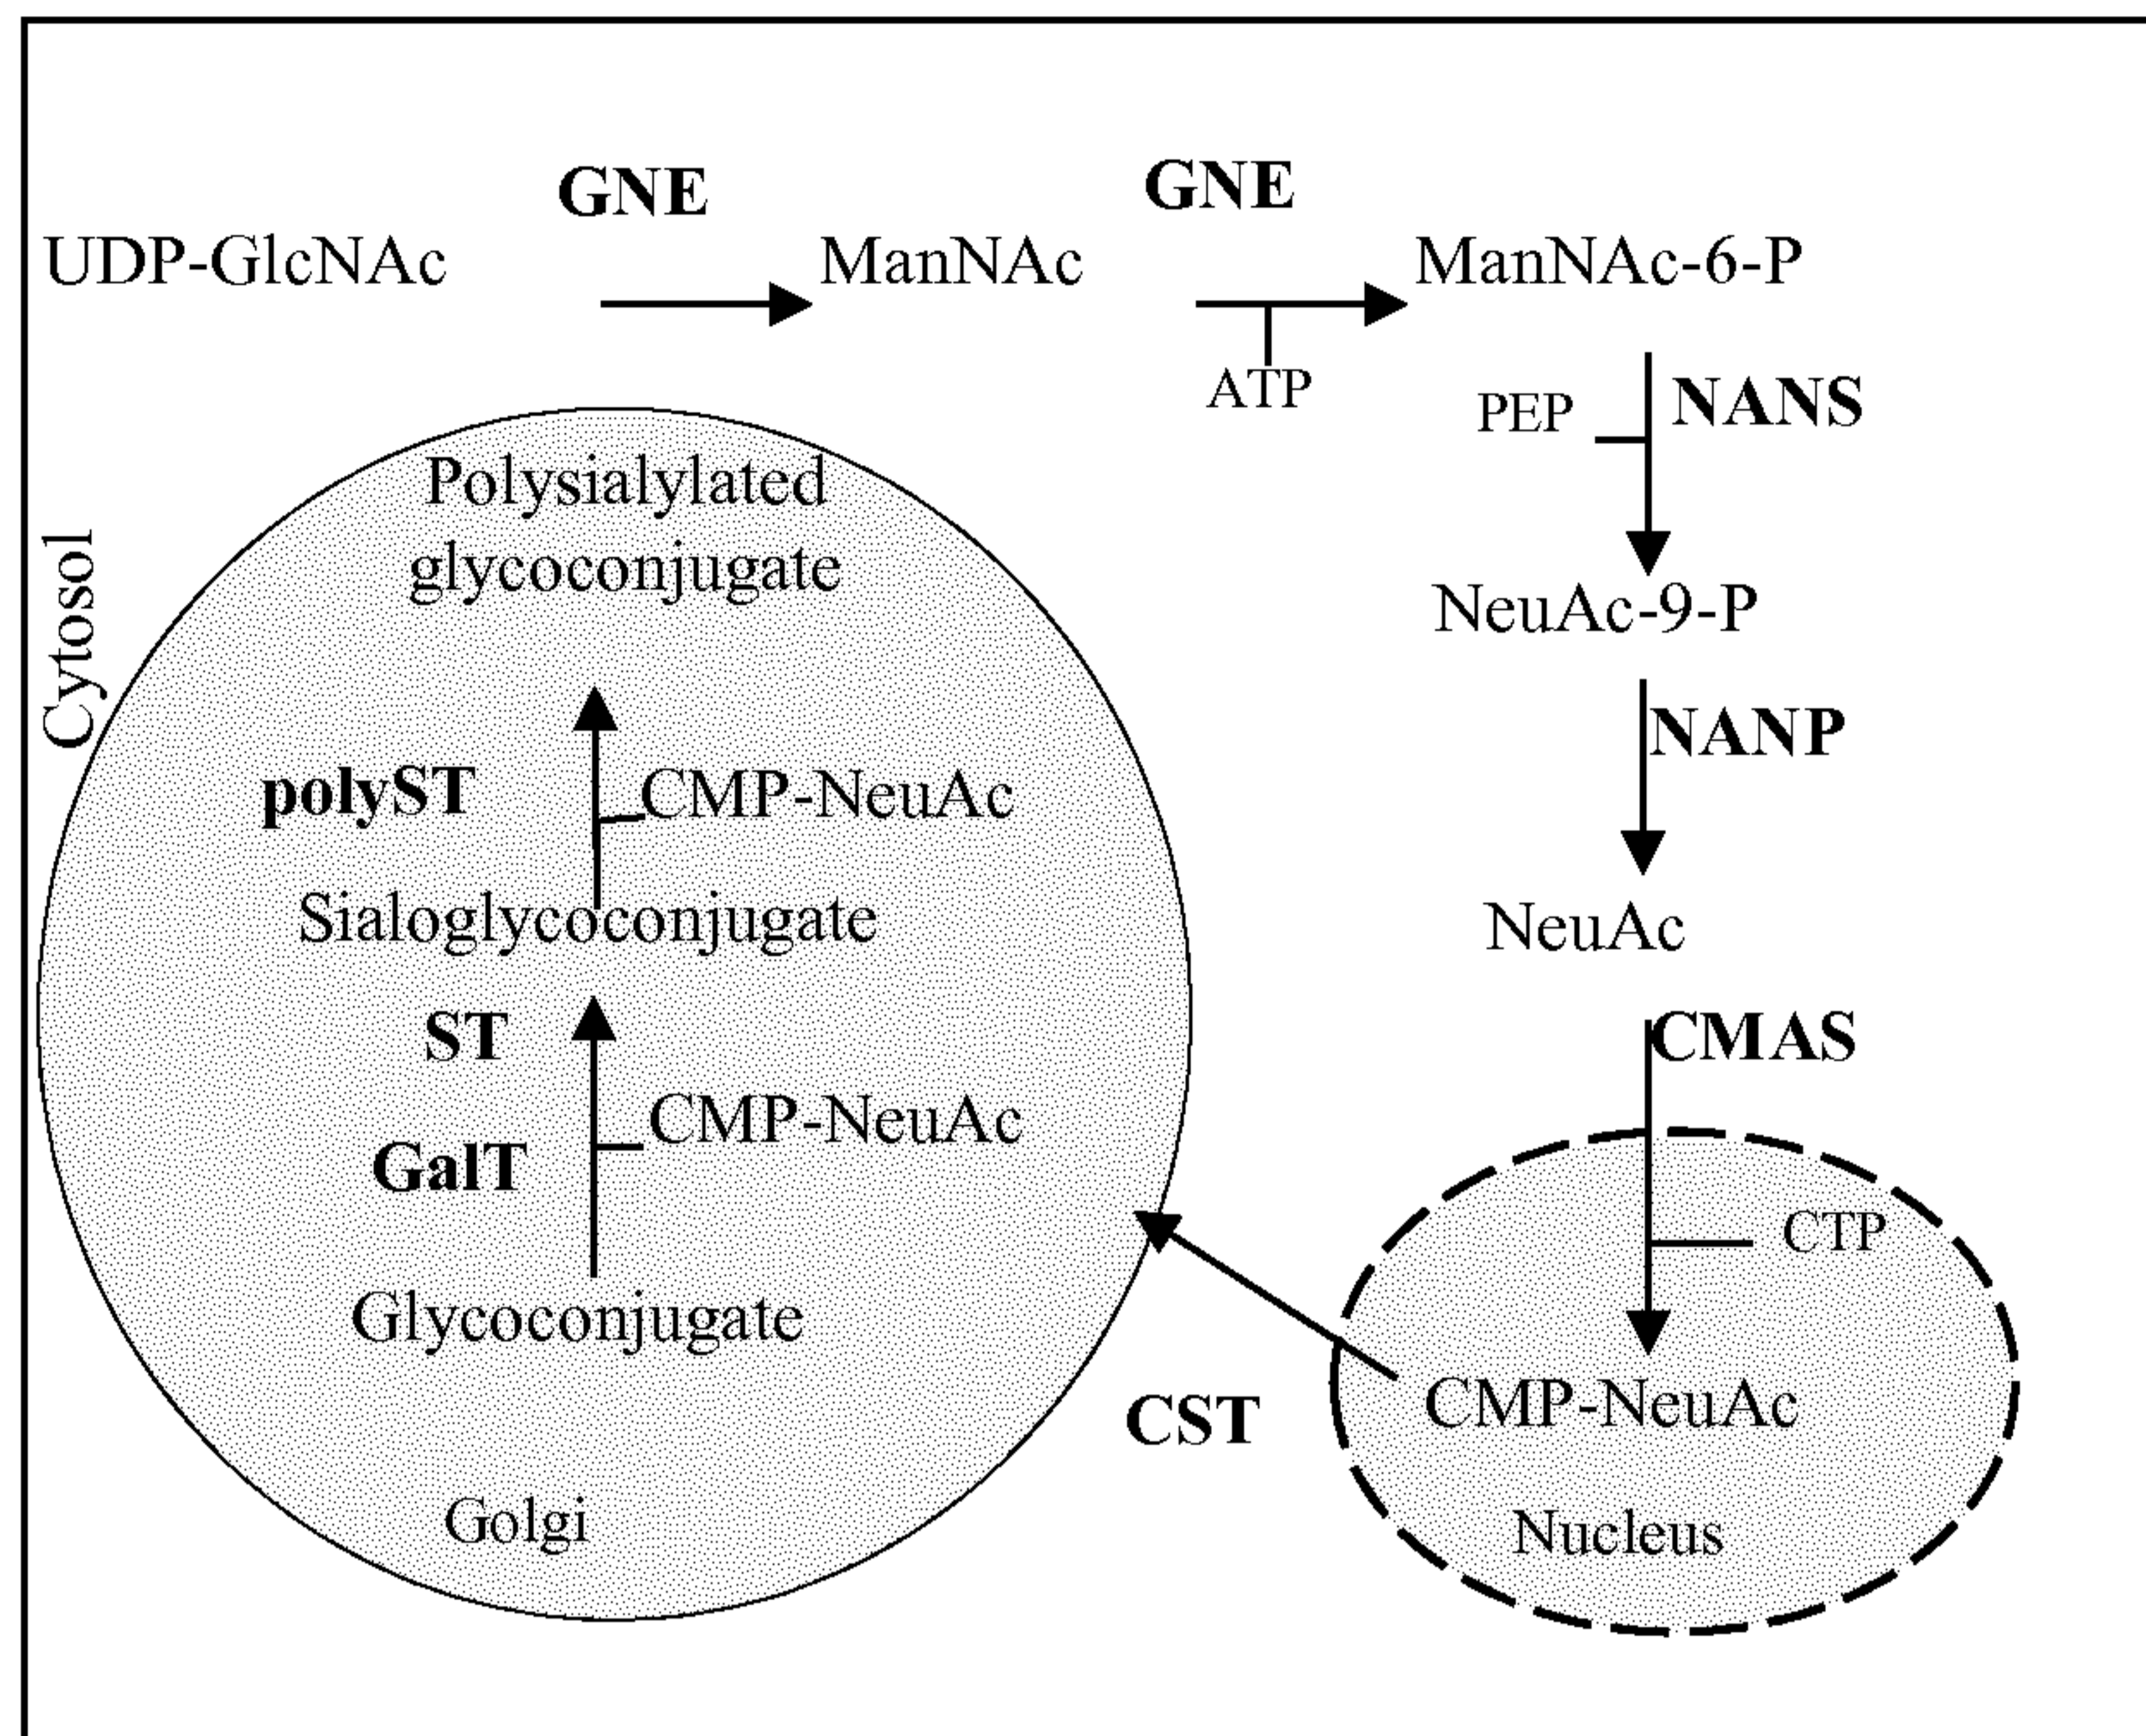 GNE
GNE
UDP-GlcNAc
ManNAc
ManNAc-6-P
ATP
PEP
NANS
NeuAc-9-P
NANP
NeuAc
CMAS
CTP
CMP-NeuAc
Nucleus
CST
Cytosol
Polysialylated
glycoconjugate
polyST
CMP-NeuAc
Sialoglycoconjugate
ST
CMP-NeuAc
GalT
Glycoconjugate
Golgi